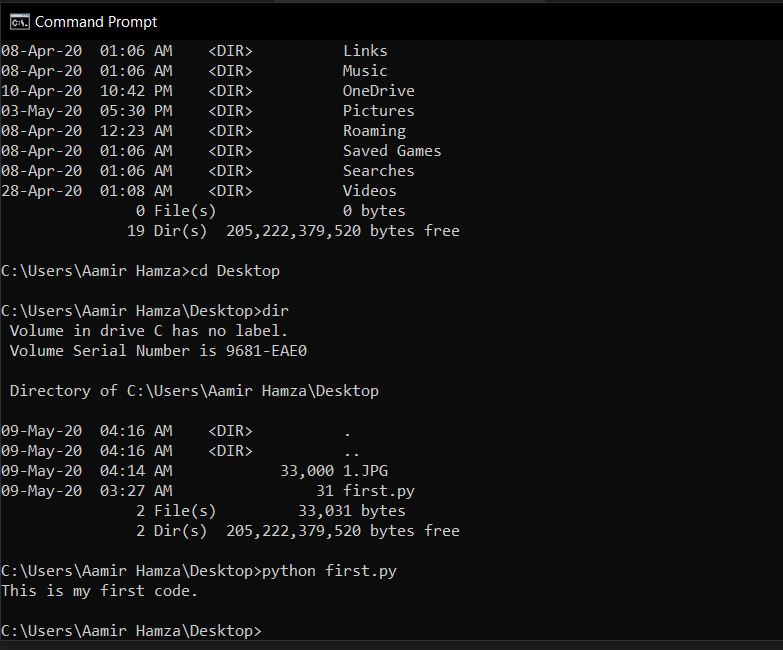 Command Prompt
08-Apr-20  01:06 AM    <DIR>          Links
08-Apr-20  01:06 AM    <DIR>          Music
10-Apr-20  10:42 PM    <DIR>          OneDrive
03-May-20  05:30 PM    <DIR>          Pictures
08-Apr-20  12:23 AM    <DIR>          Roaming
08-Apr-20  01:06 AM    <DIR>          Saved Games
08-Apr-20  01:06 AM    <DIR>          Searches
28-Apr-20  01:08 AM    <DIR>          Videos
               0 File(s)              0 bytes
              19 Dir(s)  205,222,379,520 bytes free

C:\Users\Aamir Hamza>cd Desktop

C:\Users\Aamir Hamza\Desktop>dir
 Volume in drive C has no label.
 Volume Serial Number is 9681-EAE0

 Directory of C:\Users\Aamir Hamza\Desktop

09-May-20  04:16 AM    <DIR>          .
09-May-20  04:16 AM    <DIR>          ..
09-May-20  04:14 AM            33,000 1.JPG
09-May-20  03:27 AM                31 first.py
               2 File(s)         33,031 bytes
               2 Dir(s)  205,222,379,520 bytes free

C:\Users\Aamir Hamza\Desktop>python first.py
This is my first code.

C:\Users\Aamir Hamza\Desktop>